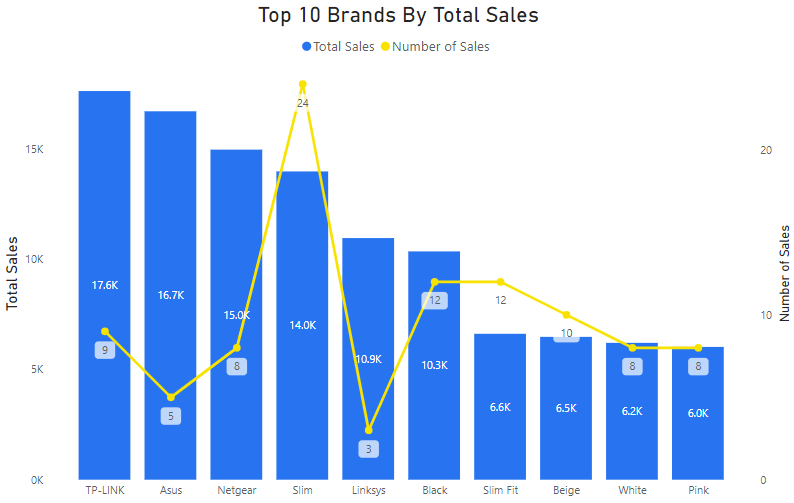 Top 10 Brands By Total Sales
Total Sales Number of Sales
Total Sales
15K
10K
5K
0K
17.6K
16.7K
15.0K
14.0K
10.9K
10.3K
6.6K
6.5K
6.2K
6.0K
9
5
8
24
3
12
12
10
8
8
TP-LINK Asus Netgear Slim Linksys Black Slim Fit Beige White Pink
20
10
0
Number of Sales